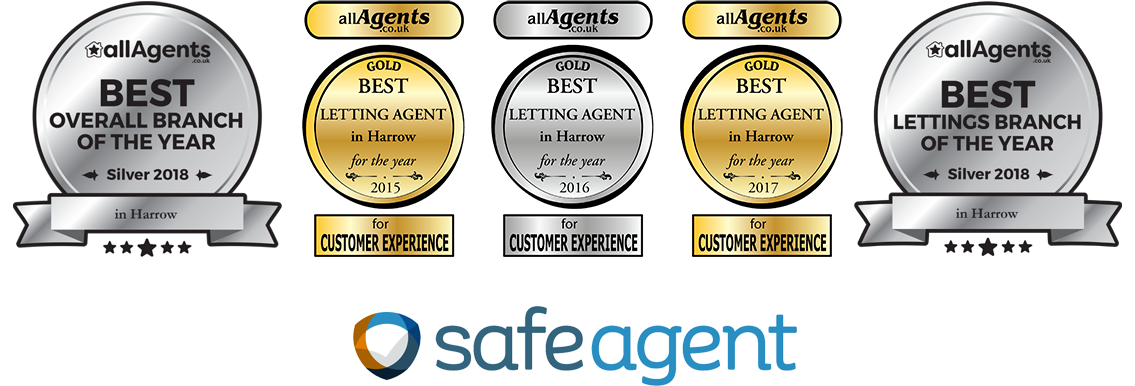 allAgents
.co.uk
BEST
OVERALL BRANCH
OF THE YEAR
Silver 2018
in Harrow
allAgents
.co.uk
GOLD
BEST
LETTING AGENT
in Harrow
for the year
2015
for
CUSTOMER EXPERIENCE
allAgents
.co.uk
GOLD
BEST
LETTING AGENT
in Harrow
for the year
2016
for
CUSTOMER EXPERIENCE
allAgents
.co.uk
GOLD
BEST
LETTING AGENT
in Harrow
for the year
2017
for
CUSTOMER EXPERIENCE
allAgents
.co.uk
BEST
LETTINGS BRANCH
OF THE YEAR
Silver 2018
in Harrow
safeagent